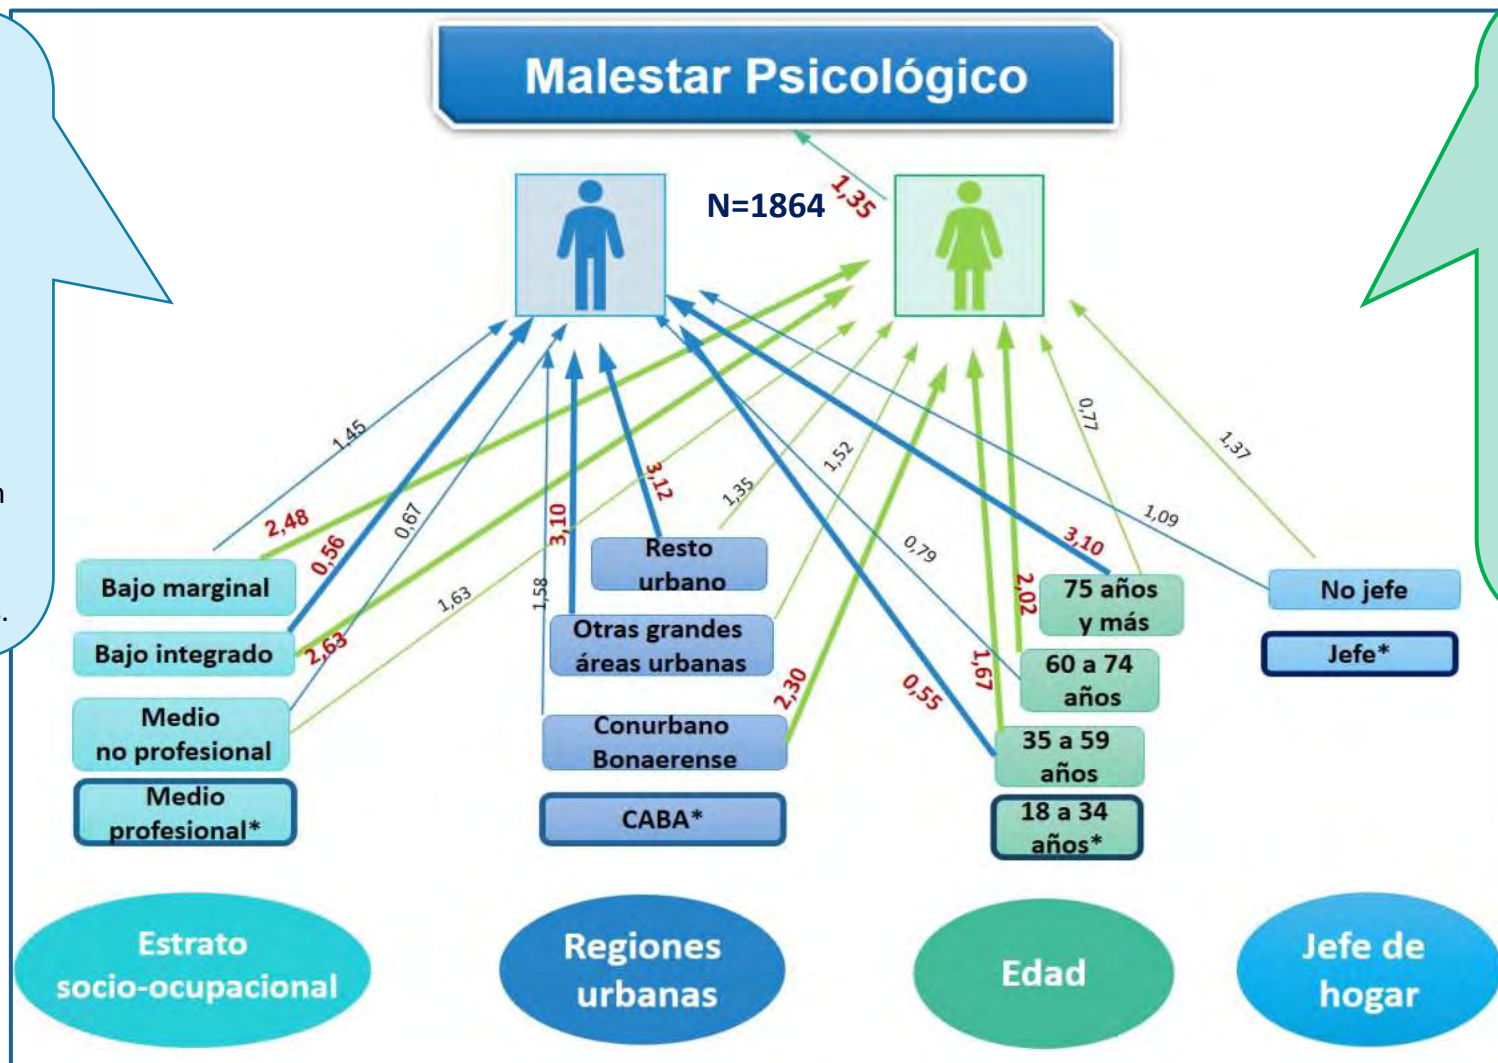 Malestar Psicológico
N=1864
1,35
1,45
2,48
0,56
0,67
2,63
1,63
3,10
1,58
3,12
1,35
1,52
2,30
0,79
0,55
3,10
2,02
1,67
0,77
1,09
1,37
n
.
Bajo marginal
Bajo integrado
Medio
no profesional
Medio
profesional*
Resto
urbano
Otras grandes
áreas urbanas
Conurbano
Bonaerense
CABA*
75 años
y más
60 a 74
años
35 a 59
años
18 a 34
años*
No jefe
Jefe*
Estrato
socio-ocupacional
Regiones
urbanas
Edad
Jefe de
hogar